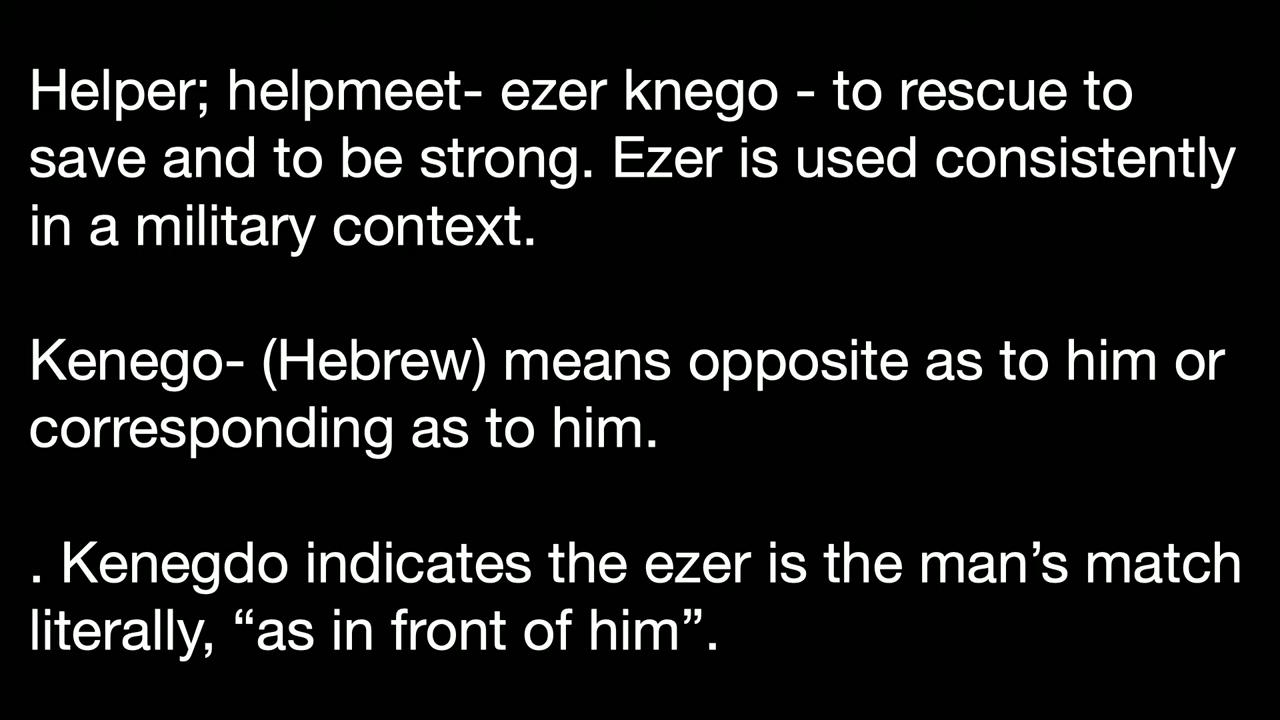 Helper; helpmeet- ezer knego - to rescue to
save and to be strong. Ezer is used consistently
in a military context.
Kenego- (Hebrew) means opposite as to him or
corresponding as to him.
. Kenegdo indicates the ezer is the man’s match
literally, “as in front of him”.